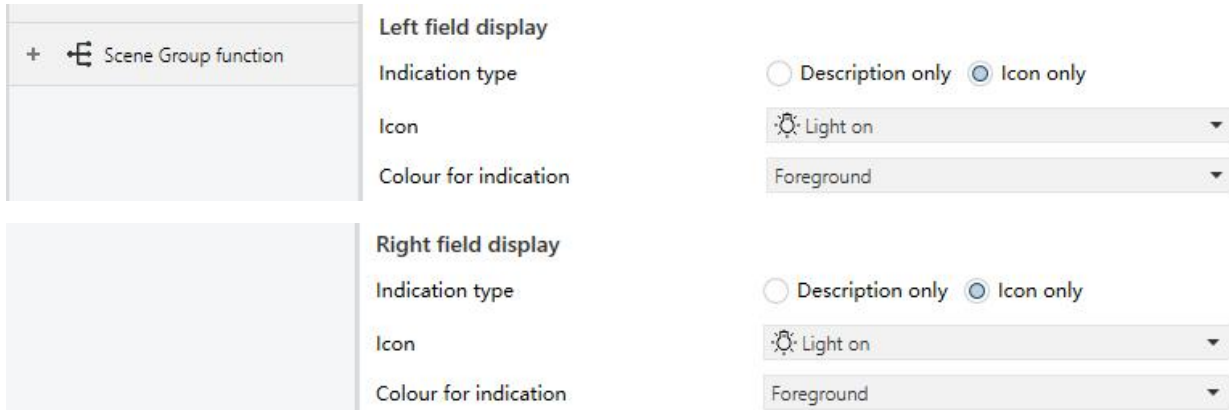 Left field display
+ Scene Group function
Indication type Description only Icon only
Icon Light on
Colour for indication Foreground
Right field display
Indication type Description only Icon only
Icon Light on
Colour for indication Foreground